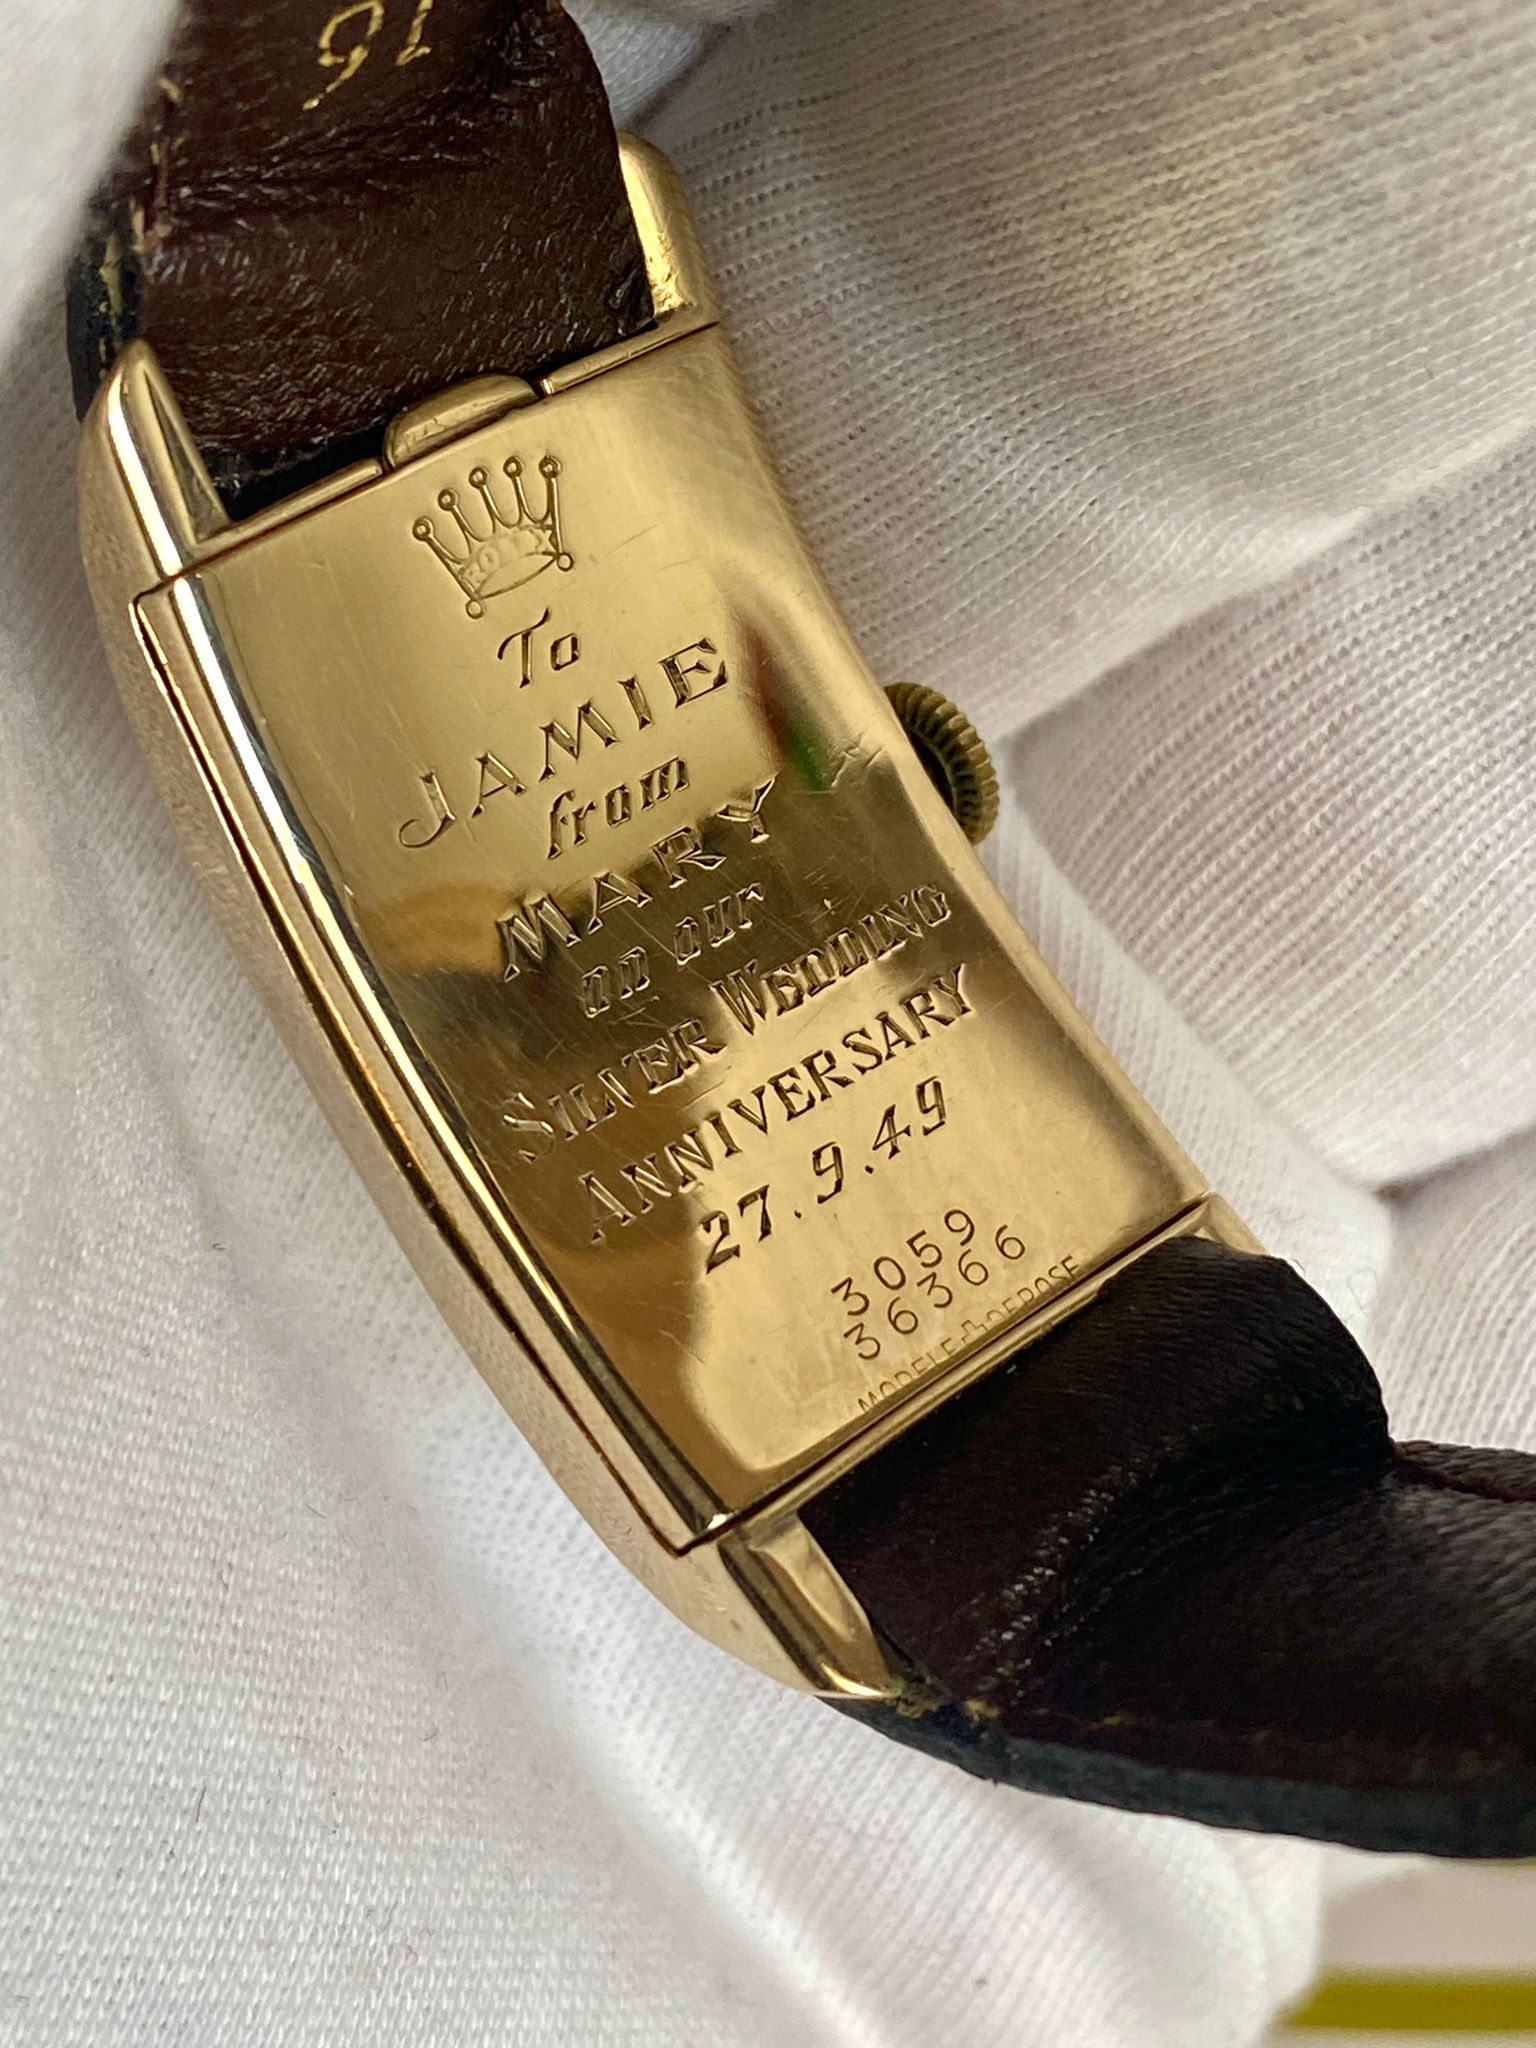 16
ROLEX
To
JAMIE
from
MARY
on our
SILVER WEDDING
ANNIVERSARY
27.9.49
3059
36366
MODELE DEPOSE